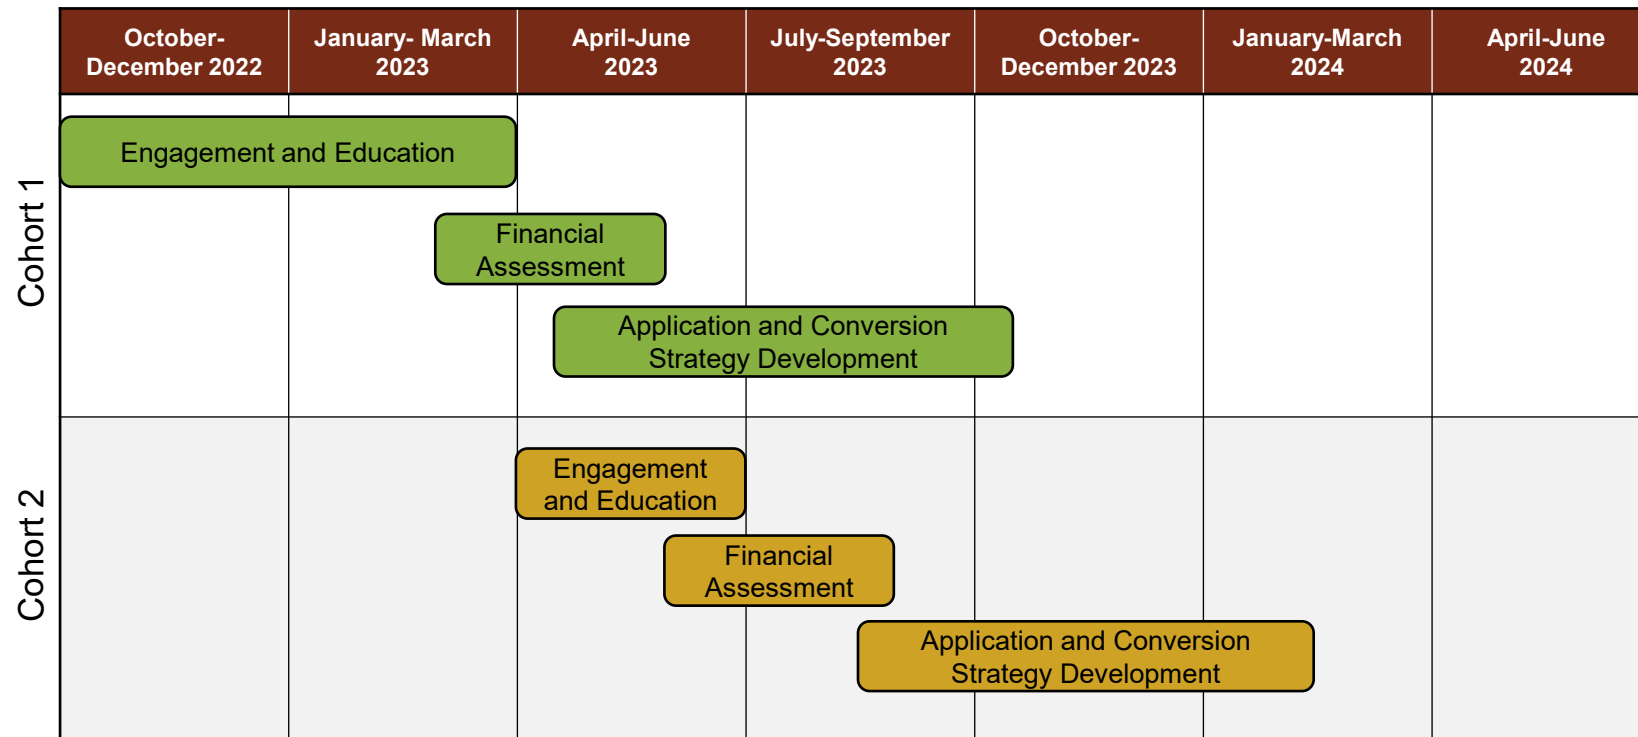 October-
December 2022
January- March
2023
April-June
2023
July-September
2023
October-
December 2023
January-March
2024
April-June
2024
Cohort 1
Engagement and Education
Financial
Assessment
Application and Conversion
Strategy Development
Cohort 2
Engagement
and Education
Financial
Assessment
Application and Conversion
Strategy Development